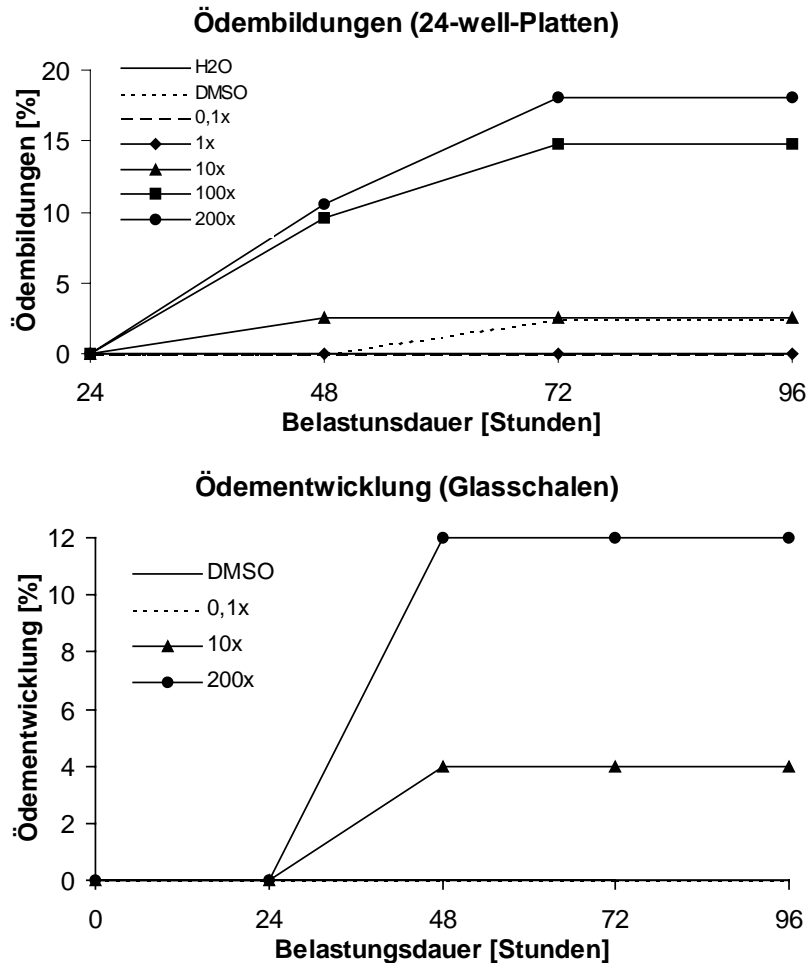 Ödembildungen (24-well-Platten)
Ödembildungen [%]
20
15
10
5
0
H2O
DMSO
0,1x
1x
10x
100x
200x
24
48
72
96
Belastunsdauer [Stunden]
Ödementwicklung (Glasschalen)
Ödementwicklung [%]
12
10
8
6
4
2
0
DMSO
0,1x
10x
200x
0
24
48
72
96
Belastungsdauer [Stunden]